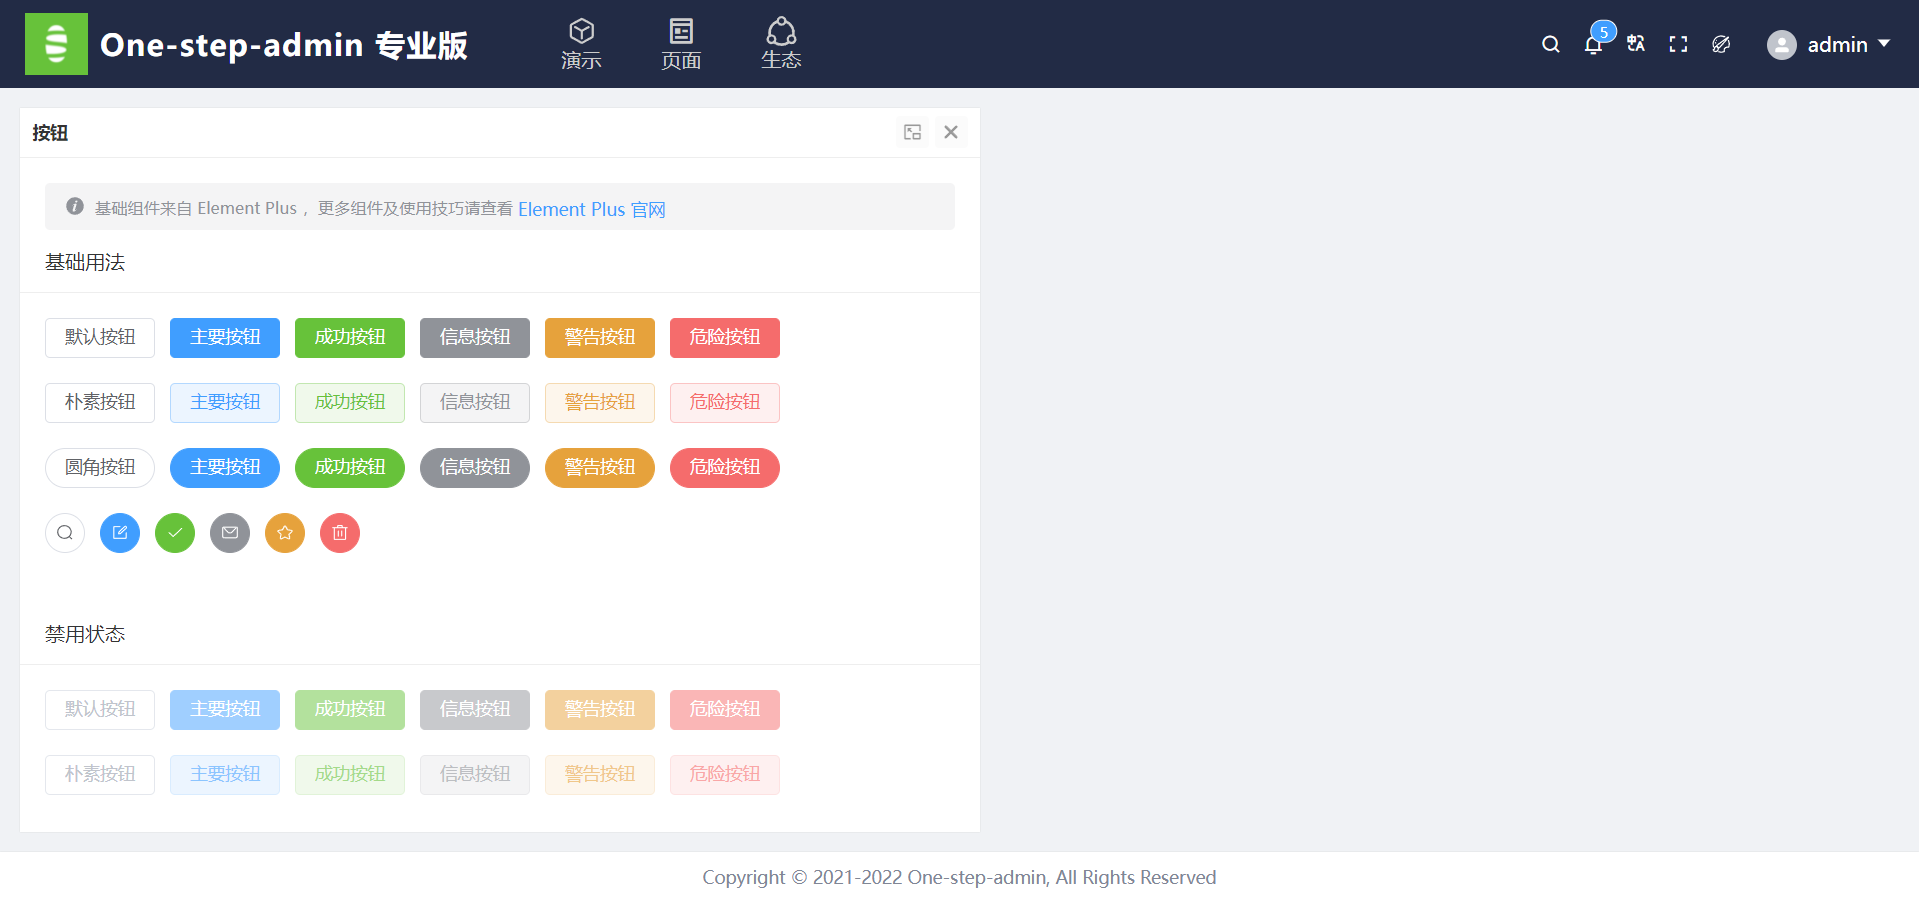 One-step-admin 专业版
演示
页面
生态
5
admin
按钮
基础组件来自 Element Plus ，更多组件及使用技巧请查看 Element Plus 官网
基础用法
默认按钮 主要按钮 成功按钮 信息按钮 警告按钮 危险按钮
朴素按钮 主要按钮 成功按钮 信息按钮 警告按钮 危险按钮
圆角按钮 主要按钮 成功按钮 信息按钮 警告按钮 危险按钮
禁用状态
默认按钮 主要按钮 成功按钮 信息按钮 警告按钮 危险按钮
朴素按钮 主要按钮 成功按钮 信息按钮 警告按钮 危险按钮
Copyright © 2021-2022 One-step-admin, All Rights Reserved